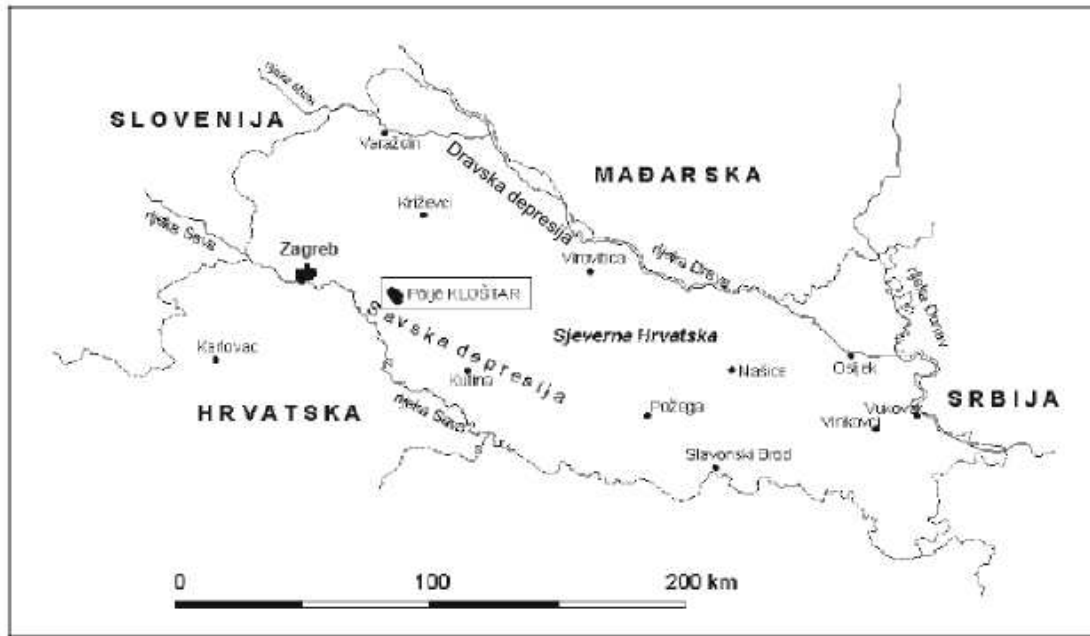 SLOVENIJA
Varaždin
Dravska depresija
MAĐARSKA
Križevci
rijeka Sava
Zagreb
Virovitica
rijeka Drava
rijeka Dunav
Polje KLOŠTAR
Savska depresija
Sjeverna Hrvatska
Karlovac
Kutina
Našice
Osijek
HRVATSKA
rijeka Sava
Požega
Vukovar
SRBIJA
Vinkovci
Slavonski Brod
0 100 200 km